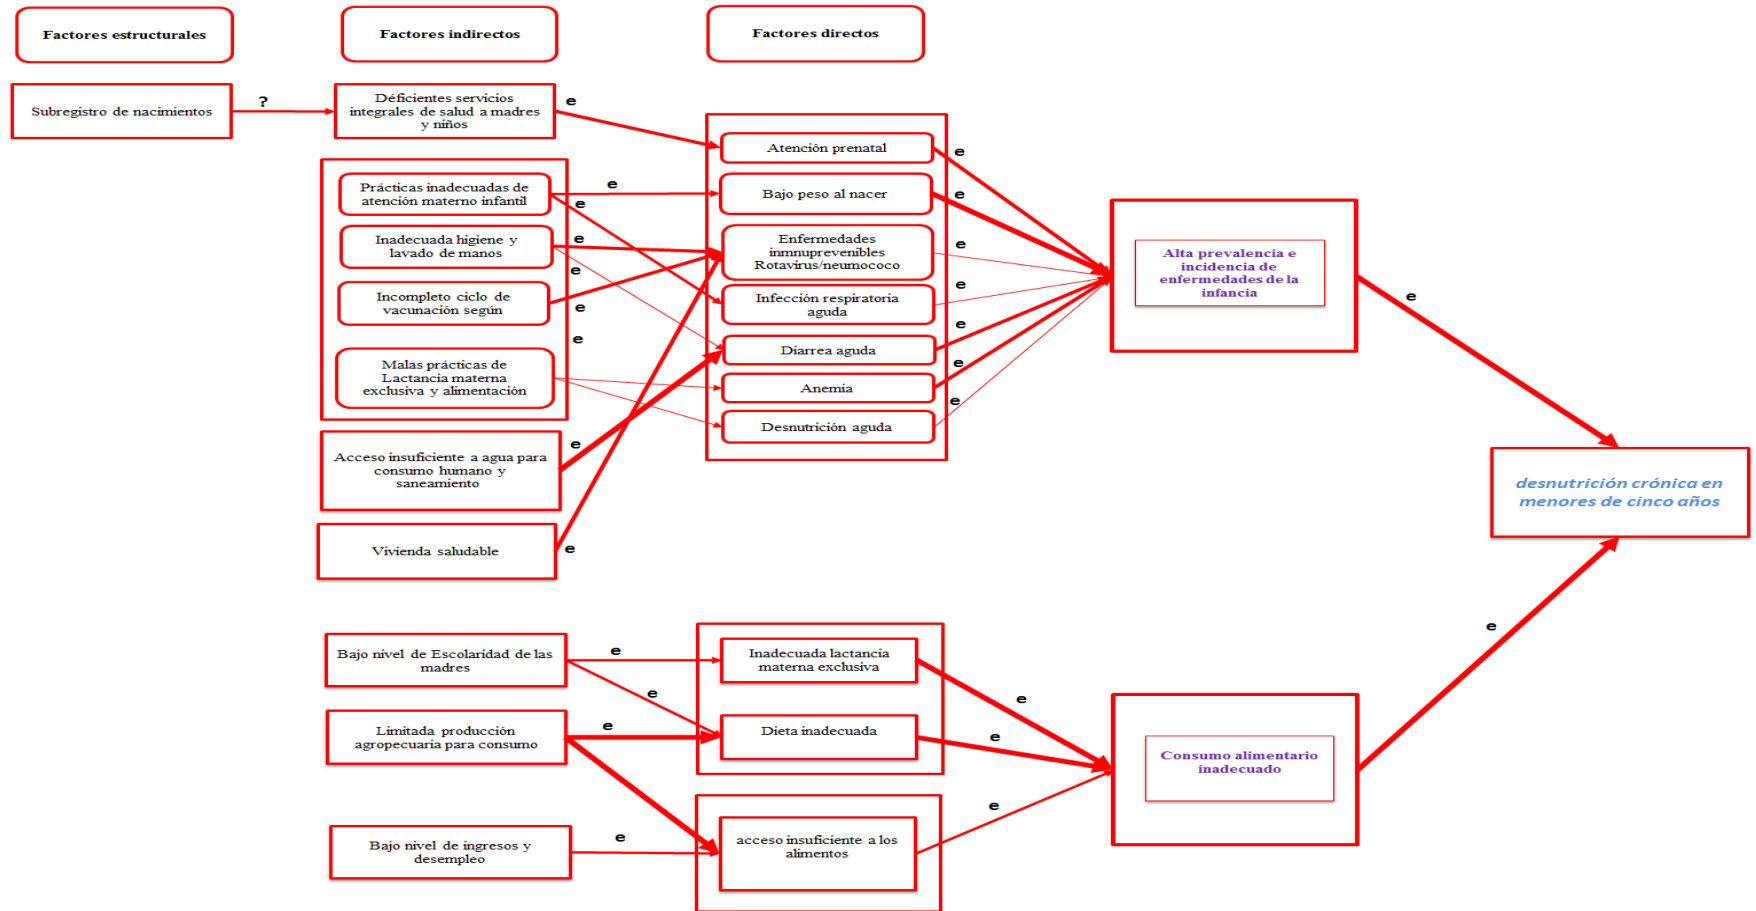 Factores estructurales
Factores indirectos
Factores directos
Subregistro de nacimientos
?
Déficientes servicios
integrales de salud a madres
y niños
e
Prácticas inadecuadas de
atención materno infantil
e
e
Inadecuada higiene y
lavado de manos
e
e
Incompleto ciclo de
vacunación según
e
e
Malas prácticas de
Lactancia materna
exclusiva y alimentación
Acceso insuficiente a agua para
consumo humano y
saneamiento
e
Vivienda saludable
e
Atención prenatal
e
Bajo peso al nacer
e
Enfermedades
inmnuprevenibles
Rotavirus/neumococo
e
Infección respiratoria
aguda
e
Diarrea aguda
e
Anemia
e
Desnutrición aguda
e
Alta prevalencia e
incidencia de
enfermedades de la
infancia
e
desnutrición crónica en
menores de cinco años
Bajo nivel de Escolaridad de las
madres
e
e
Limitada producción
agropecuaria para consumo
e
Bajo nivel de ingresos y
desempleo
e
Inadecuada lactancia
materna exclusiva
e
Dieta inadecuada
e
acceso insuficiente a los
alimentos
e
Consumo alimentario
inadecuado
e